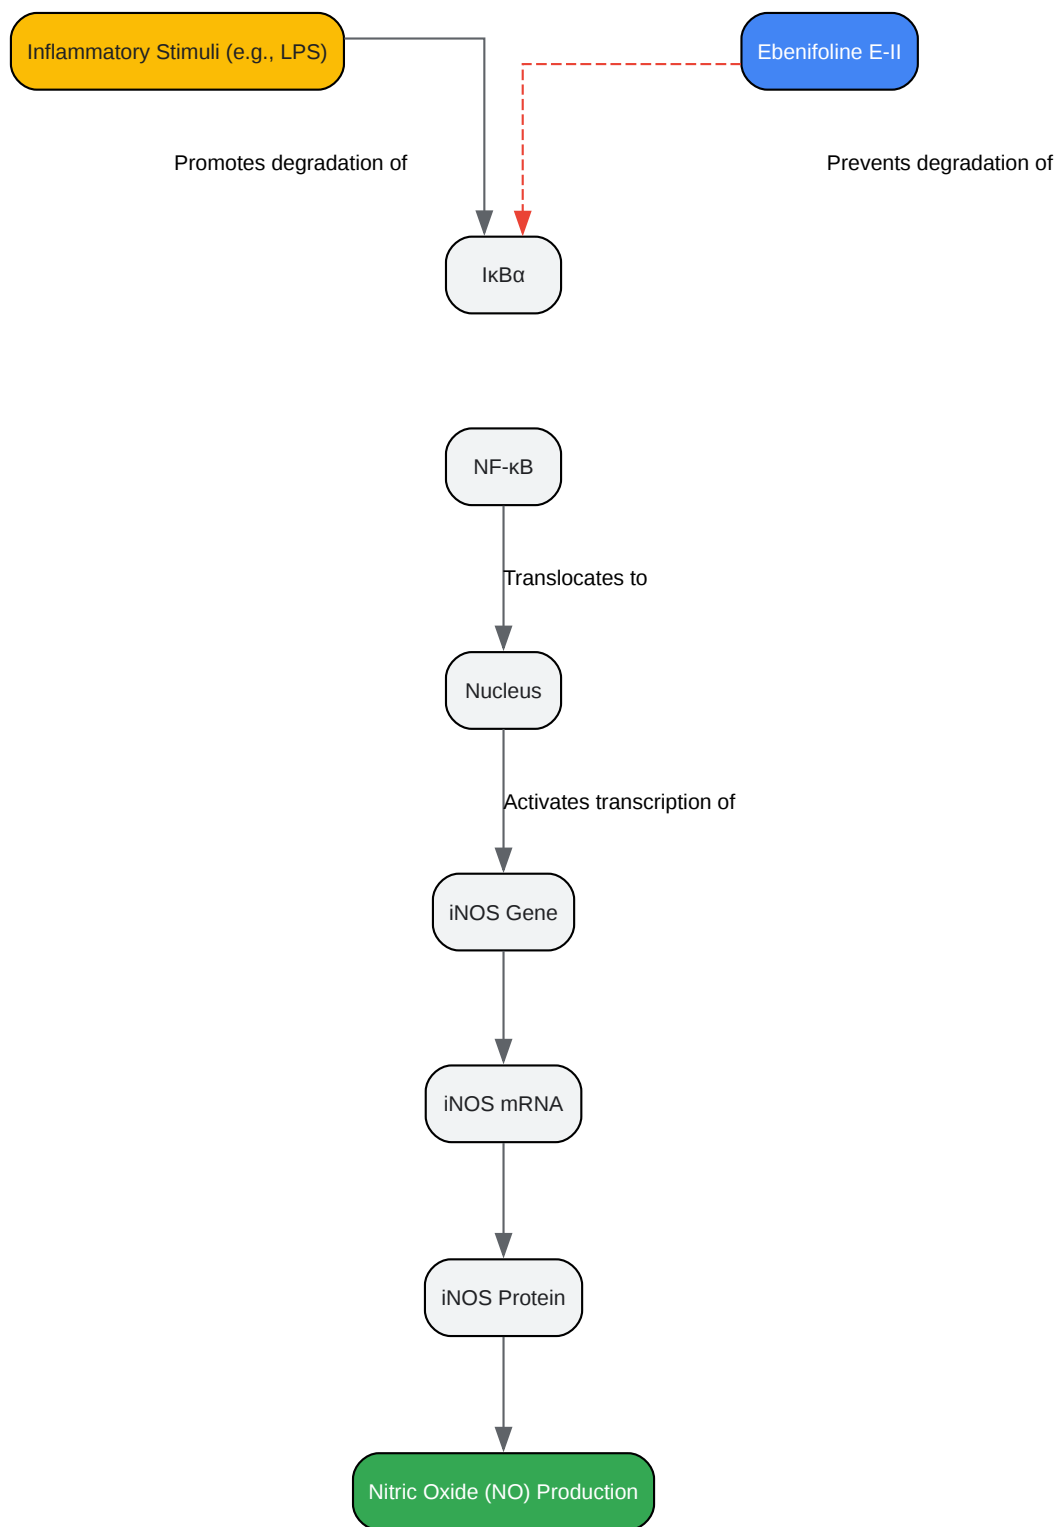 Inflammatory Stimuli (e.g., LPS)
Ebenifoline E-II
Promotes degradation of
Prevents degradation of
IκBα
NF-κB
Translocates to
Nucleus
Activates transcription of
iNOS Gene
iNOS mRNA
iNOS Protein
Nitric Oxide (NO) Production